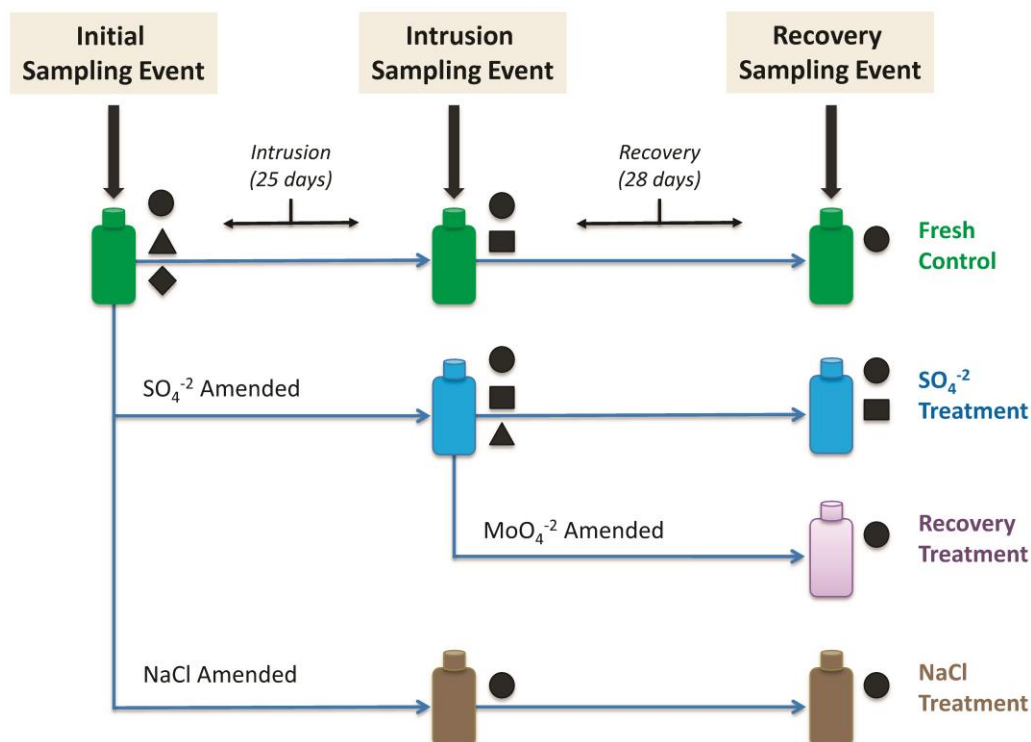 Initial
Sampling Event
Intrusion
Sampling Event
Recovery
Sampling Event
Intrusion
(25 days)
Recovery
(28 days)
Fresh
Control
SO₄⁻² Amended
SO₄⁻²
Treatment
MoO₄⁻² Amended
Recovery
Treatment
NaCl Amended
NaCl
Treatment